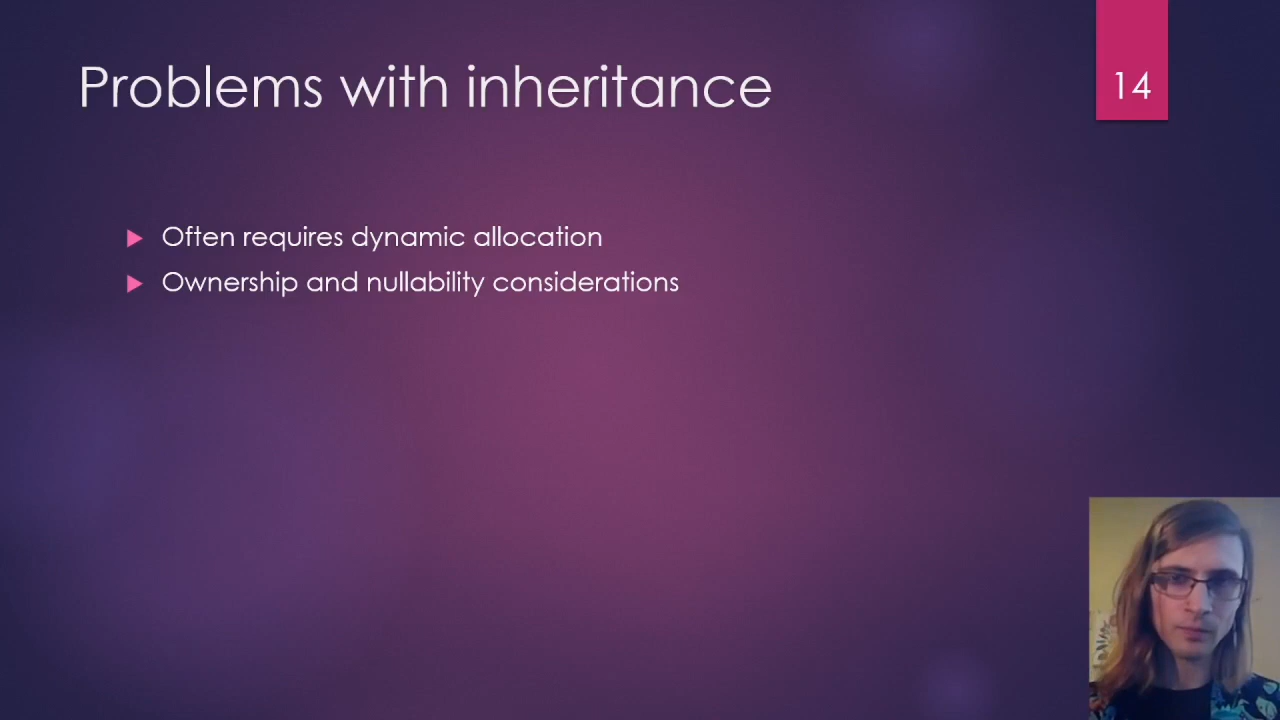 Problems with inheritance
14
Often requires dynamic allocation
Ownership and nullability considerations